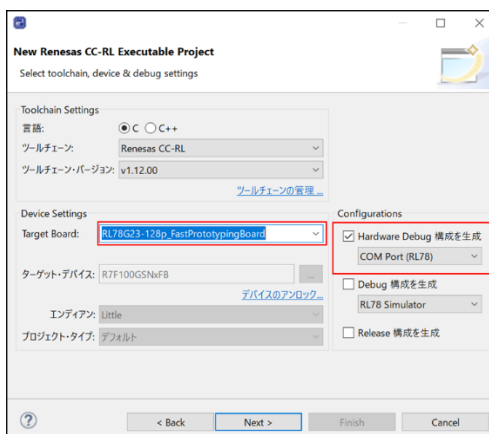 New Renesas CC-RL Executable Project
Select toolchain, device & debug settings
Toolchain Settings
言語: C C++
ツールチェーン: Renesas CC-RL
ツールチェーン・バージョン: v1.12.00
ツールチェーンの管理 ...
Device Settings
Target Board: RL78G23-128p_FastPrototypingBoard
ターゲット・デバイス: R7F100GSNxFB ...
デバイスのアンロック...
エンディアン: Little
プロジェクト・タイプ: デフォルト
Configurations
Hardware Debug 構成を生成
COM Port (RL78)
Debug 構成を生成
RL78 Simulator
Release 構成を生成
? < Back Next > Finish Cancel